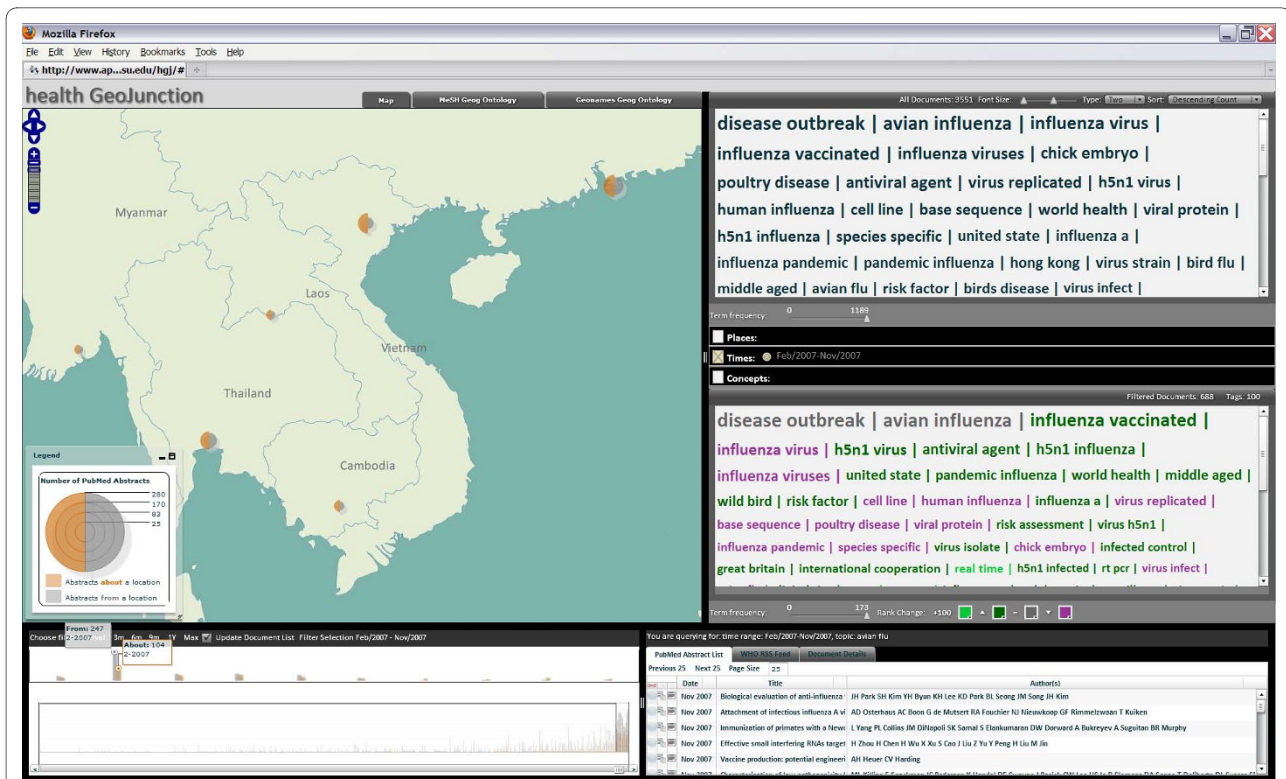 Mozilla Firefox
File Edit View History Bookmarks Tools Help
http://www.ap...su.edu/hgj/#
health GeoJunction
Map MeSH Geog Ontology Geonames Geog Ontology
Myanmar
Laos
Vietnam
Thailand
Cambodia
Legend
Number of PubMed Abstracts
280
170
83
25
Abstracts about a location
Abstracts from a location
All Documents: 3551 Font Size: Type: Two Sort: Descending Count
disease outbreak | avian influenza | influenza virus |
influenza vaccinated | influenza viruses | chick embryo |
poultry disease | antiviral agent | virus replicated | h5n1 virus |
human influenza | cell line | base sequence | world health | viral protein |
h5n1 influenza | species specific | united state | influenza a |
influenza pandemic | pandemic influenza | hong kong | virus strain | bird flu |
middle aged | avian flu | risk factor | birds disease | virus infect |
Term frequency: 0 1189
Places:
Times: Feb/2007-Nov/2007
Concepts:
Filtered Documents: 688 Tags: 100
disease outbreak | avian influenza | influenza vaccinated |
influenza virus | h5n1 virus | antiviral agent | h5n1 influenza |
influenza viruses | united state | pandemic influenza | world health | middle aged |
wild bird | risk factor | cell line | human influenza | influenza a | virus replicated |
base sequence | poultry disease | viral protein | risk assessment | virus h5n1 |
influenza pandemic | species specific | virus isolate | chick embryo | infected control |
great britain | international cooperation | real time | h5n1 infected | rt pcr | virus infect |
Term frequency: 0 173 Rank Change: +100
Choose 3m 6m 9m 1Y Max Update Document List Filter Selection Feb/2007 - Nov/2007
From: 247
2-2007
About: 104
2-2007
You are querying for: time range: Feb/2007-Nov/2007, topic: avian flu
PubMed Abstract List WHO RSS Feed Document Details
Previous 25 Next 25 Page Size 25
Date Title Author(s)
Nov 2007 Biological evaluation of anti-influenza JH Park SH Kim YH Byun KH Lee KD Park BL Seong JM Song JH Kim
Nov 2007 Attachment of infectious influenza A vi AD Osterhaus AC Boon G de Mutsert RA Fouchier NJ Nieuwkoop GF Rimmelzwaan T Kuiken
Nov 2007 Immunization of primates with a Newc L Yang PL Collins JM DiNapoli SK Samal S Elankumaran DW Dorward A Bukreyev A Suguitan BR Murphy
Nov 2007 Effective small interfering RNAs target H Zhou H Chen H Wu X Xu S Cao J Liu Z Yu Y Peng H Liu M Jin
Nov 2007 Vaccine production: potential engineeri AH Heuer CV Harding